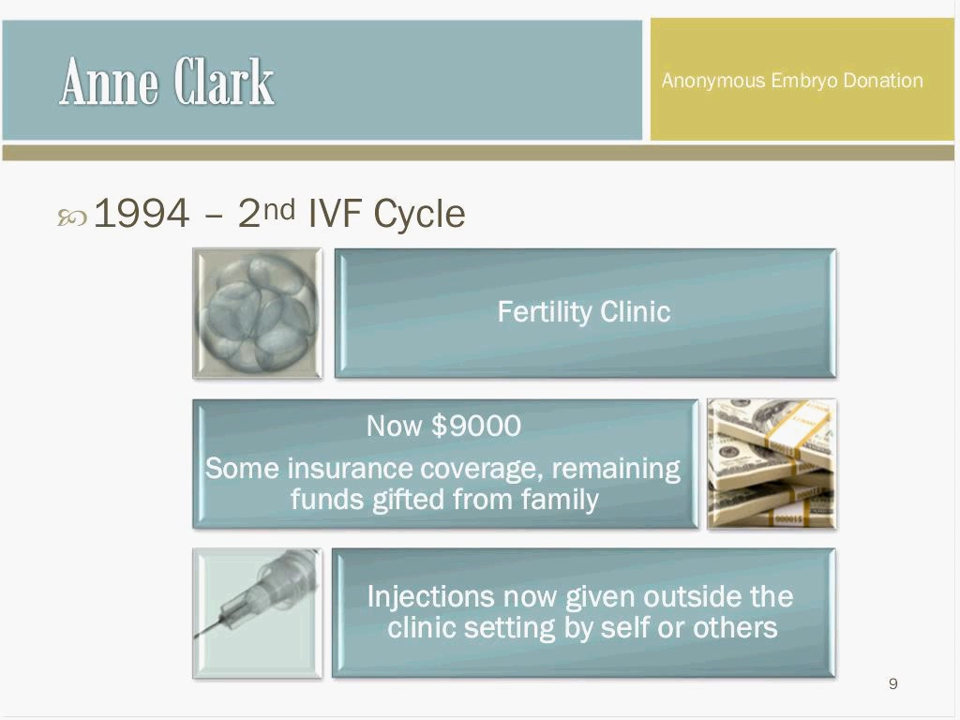 Anne Clark
Anonymous Embryo Donation
1994 – 2nd IVF Cycle
Fertility Clinic
Now $9000
Some insurance coverage, remaining
funds gifted from family
Injections now given outside the
clinic setting by self or others
9